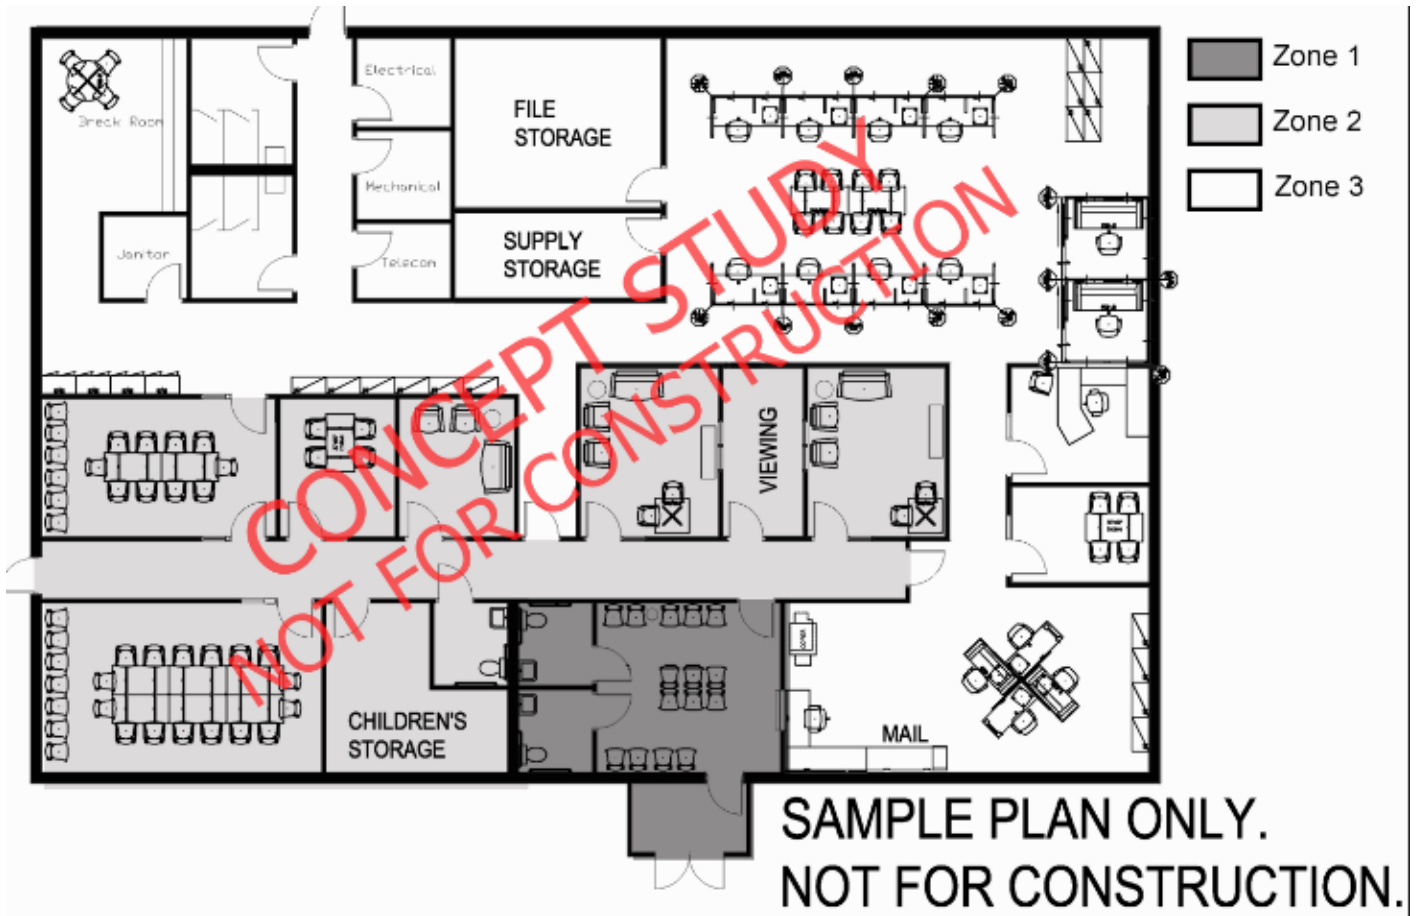 Zone 1
Zone 2
Zone 3
Break Room
Janitor
Electrical
Mechanical
Telecom
FILE
STORAGE
SUPPLY
STORAGE
VIEWING
CHILDREN'S
STORAGE
MAIL
CONCEPT STUDY
NOT FOR CONSTRUCTION
SAMPLE PLAN ONLY.
NOT FOR CONSTRUCTION.